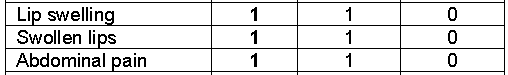 Lip swelling 1 1 0
Swollen lips 1 1 0
Abdominal pain 1 1 0